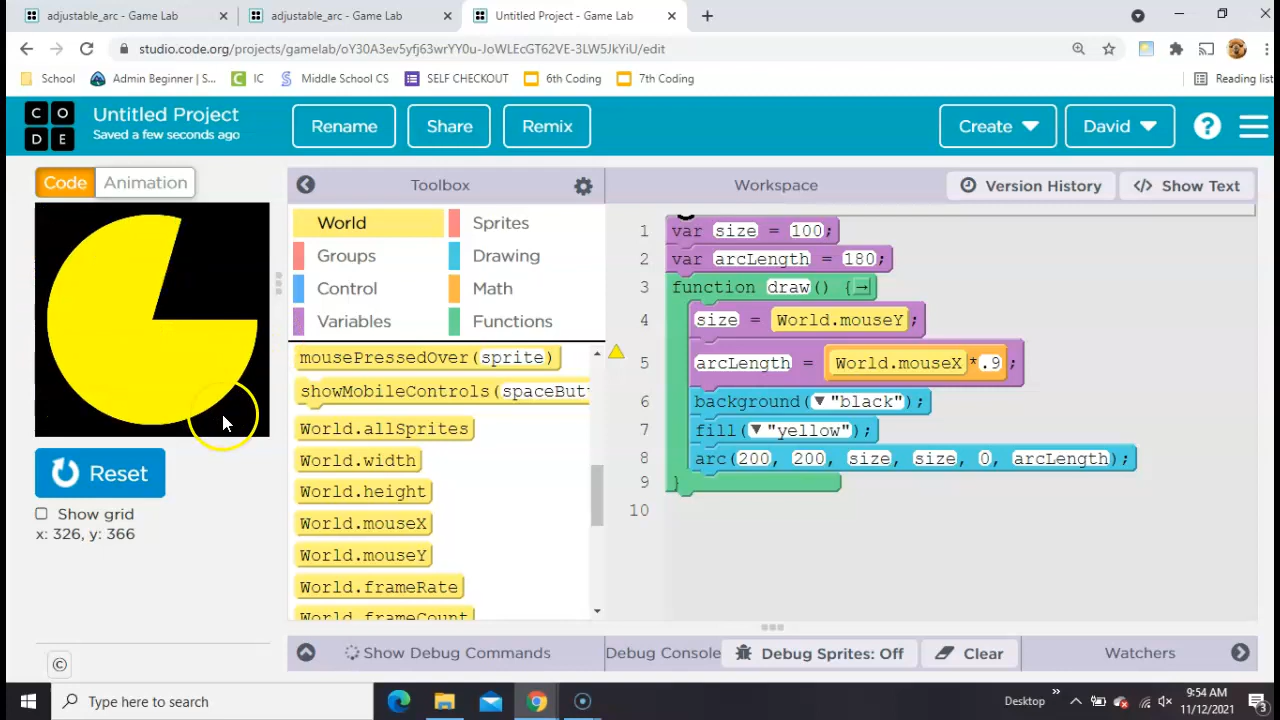 adjustable_arc - Game Lab
adjustable_arc - Game Lab
Untitled Project - Game Lab
studio.code.org/projects/gamelab/oY30A3ev5yfj63wrYY0u-JoWLEcGT62VE-3LW5JkYiU/edit
School
Admin Beginner | S...
IC
Middle School CS
SELF CHECKOUT
6th Coding
7th Coding
Reading list
C O
D E
Untitled Project
Saved a few seconds ago
Rename
Share
Remix
Create
David
?
Code
Animation
Toolbox
Workspace
Version History
</> Show Text
World
Sprites
Groups
Drawing
Control
Math
Variables
Functions
mousePressedOver(sprite)
showMobileControls(spaceBut
World.allSprites
World.width
World.height
World.mouseX
World.mouseY
World.frameRate
World.frameCount
1 var size = 100;
2 var arcLength = 180;
3 function draw() {
4 size = World.mouseY;
5 arcLength = World.mouseX * .9;
6 background("black");
7 fill("yellow");
8 arc(200, 200, size, size, 0, arcLength);
9 }
10
Reset
Show grid
x: 326, y: 366
©
Show Debug Commands
Debug Console
Debug Sprites: Off
Clear
Watchers
Type here to search
Desktop
9:54 AM
11/12/2021
3